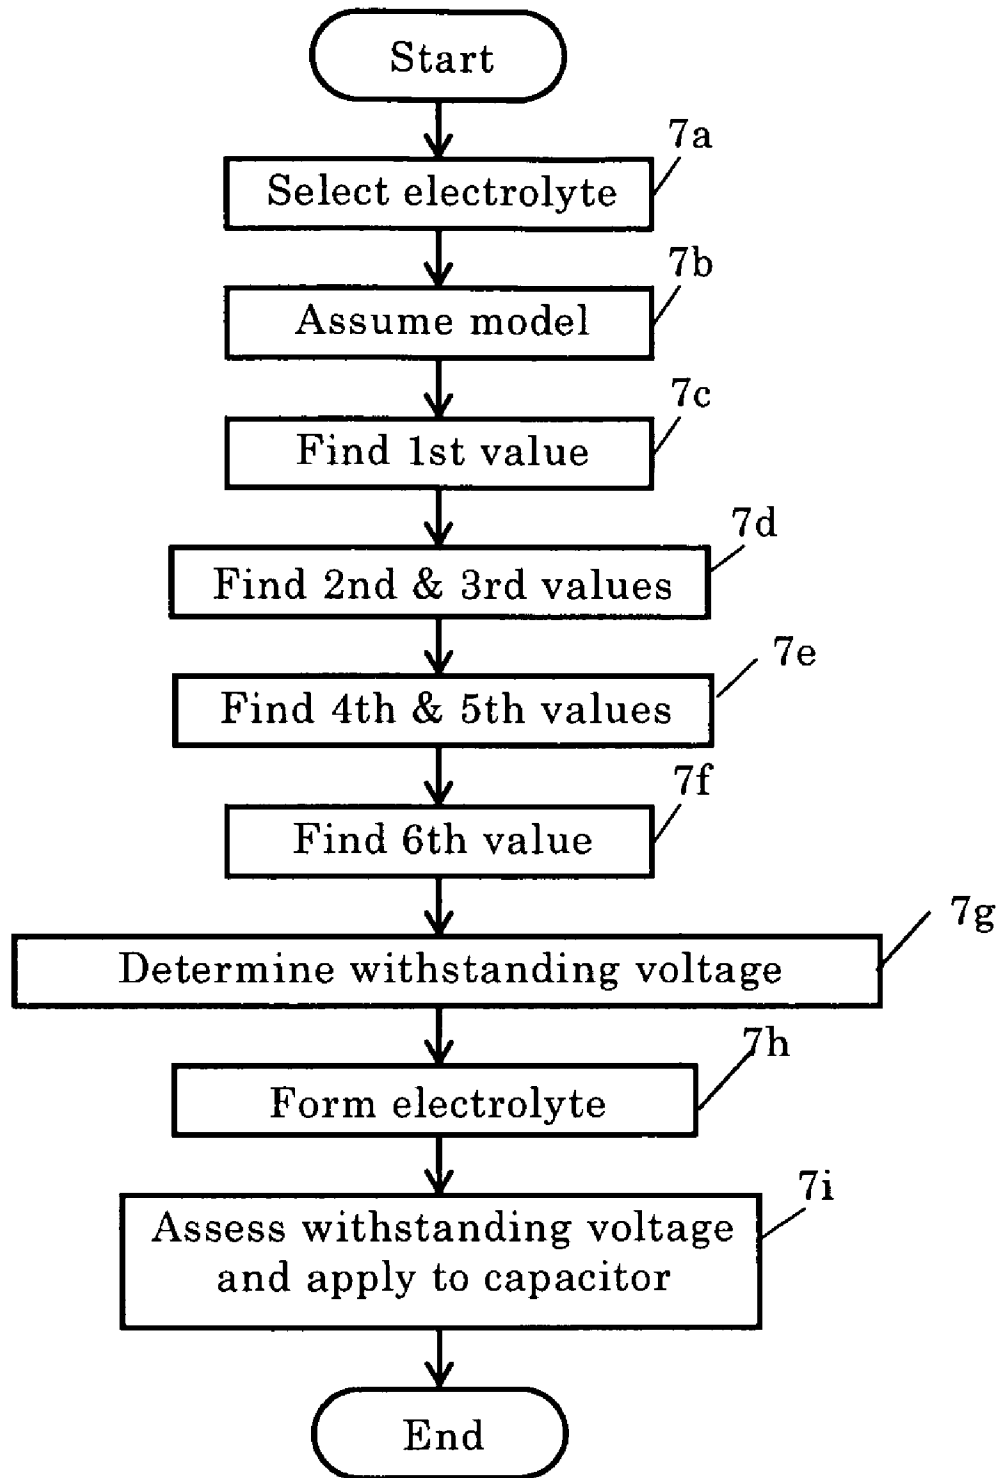 Start
7a
Select electrolyte
7b
Assume model
7c
Find 1st value
7d
Find 2nd & 3rd values
7e
Find 4th & 5th values
7f
Find 6th value
7g
Determine withstanding voltage
7h
Form electrolyte
7i
Assess withstanding voltage
and apply to capacitor
End